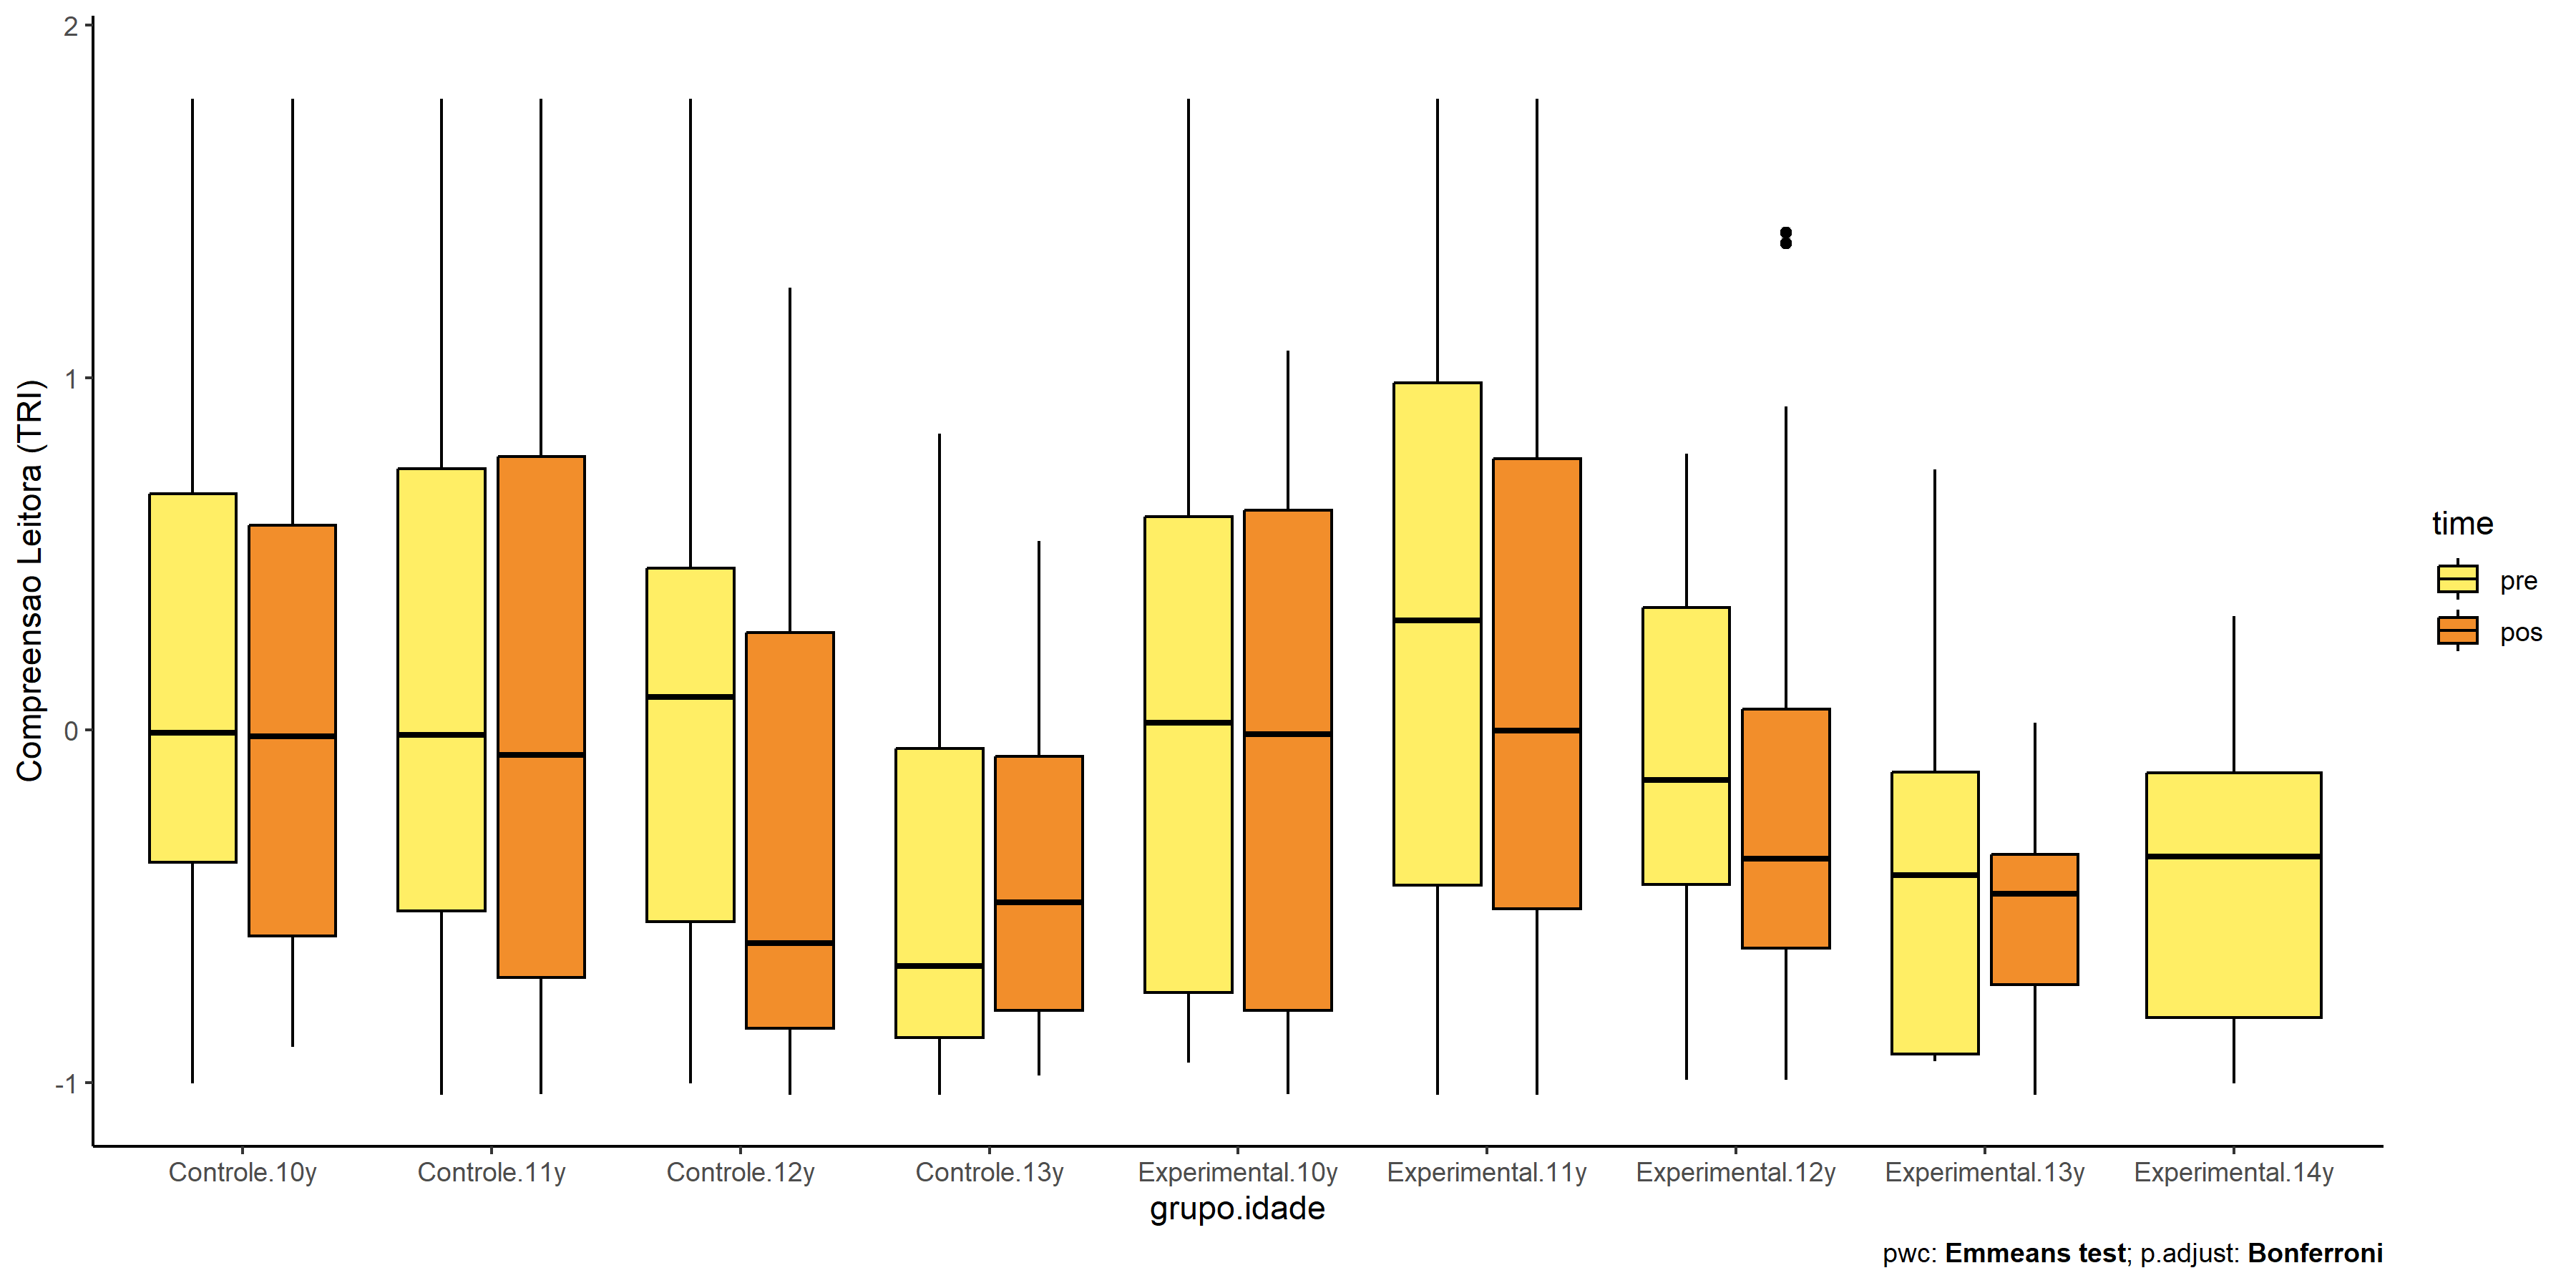 2
1
0
-1
Compreensao Leitora (TRI)
Controle.10y
Controle.11y
Controle.12y
Controle.13y
Experimental.10y
Experimental.11y
Experimental.12y
Experimental.13y
Experimental.14y
grupo.idade
time
pre
pos
pwc: Emmeans test; p.adjust: Bonferroni